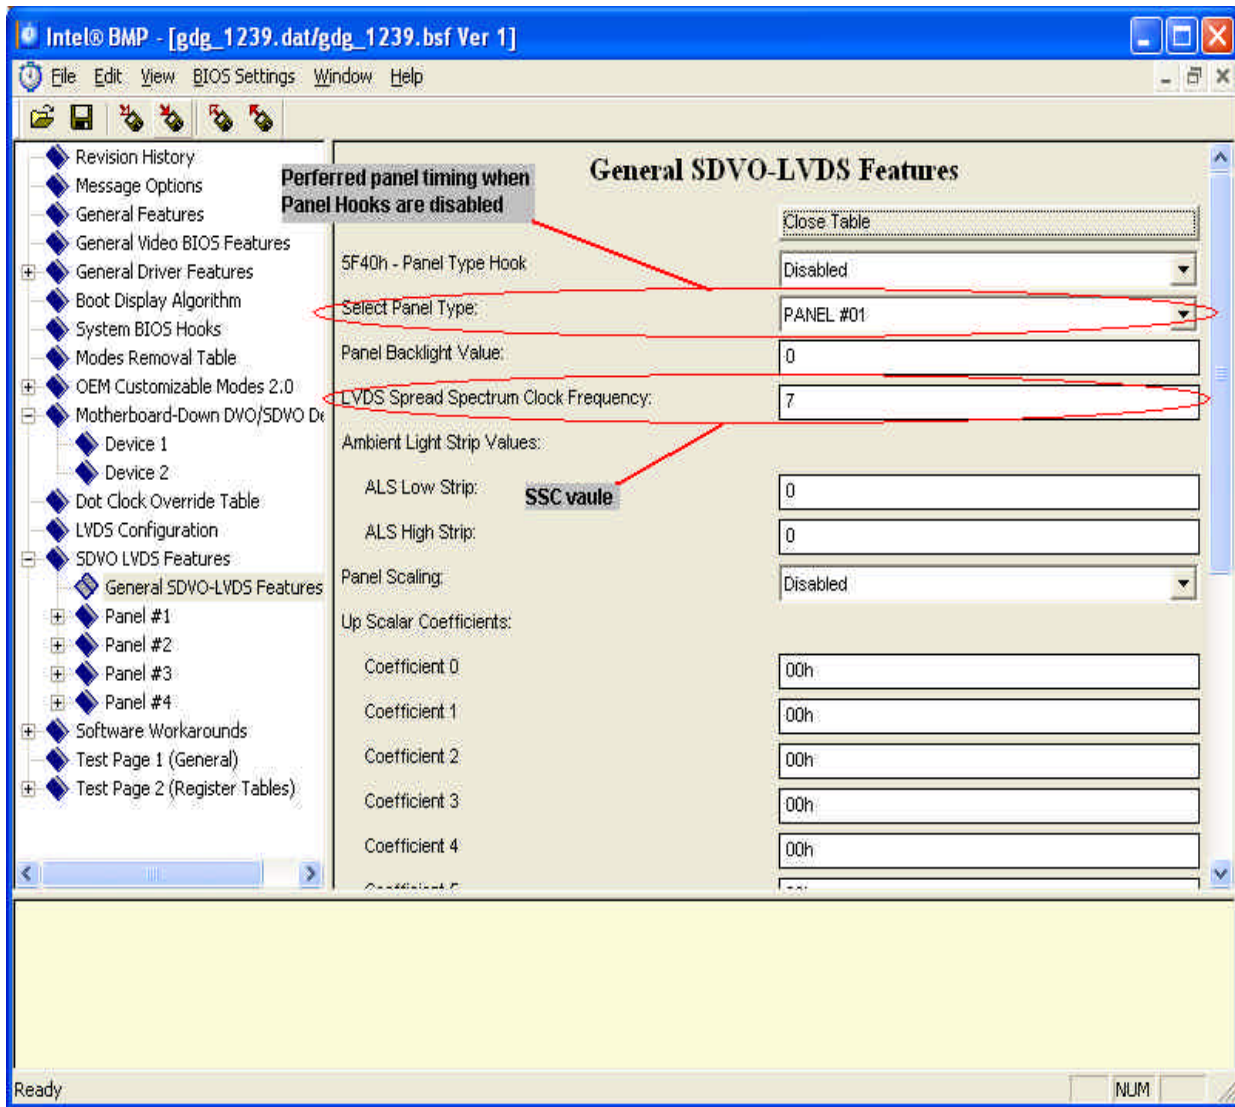 Intel® BMP - [gdg_1239.dat/gdg_1239.bsf Ver 1]
File Edit View BIOS Settings Window Help
Revision History
Message Options
General Features
General Video BIOS Features
General Driver Features
Boot Display Algorithm
System BIOS Hooks
Modes Removal Table
OEM Customizable Modes 2.0
Motherboard-Down DVO/SDVO De
Device 1
Device 2
Dot Clock Override Table
LVDS Configuration
SDVO LVDS Features
General SDVO-LVDS Features
Panel #1
Panel #2
Panel #3
Panel #4
Software Workarounds
Test Page 1 (General)
Test Page 2 (Register Tables)
Perferred panel timing when
Panel Hooks are disabled
General SDVO-LVDS Features
Close Table
5F40h - Panel Type Hook Disabled
Select Panel Type: PANEL #01
Panel Backlight Value: 0
LVDS Spread Spectrum Clock Frequency: 7
Ambient Light Strip Values:
SSC vaule
ALS Low Strip: 0
ALS High Strip: 0
Panel Scaling: Disabled
Up Scalar Coefficients:
Coefficient 0 00h
Coefficient 1 00h
Coefficient 2 00h
Coefficient 3 00h
Coefficient 4 00h
Ready NUM